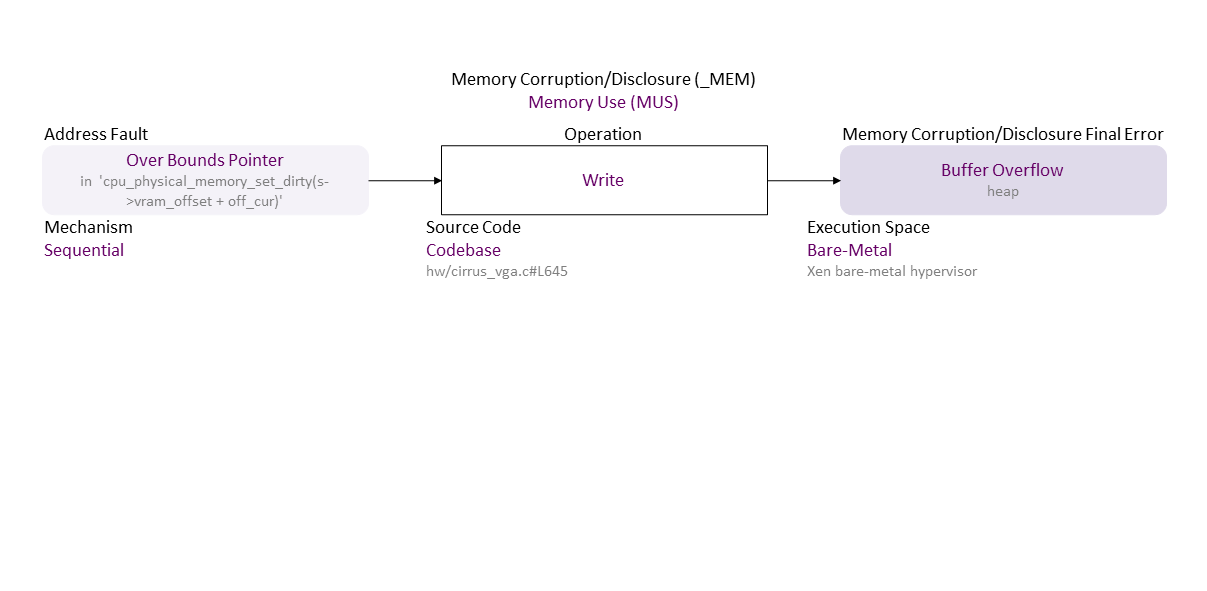 Memory Corruption/Disclosure (_MEM)
Memory Use (MUS)
Address Fault
Operation
Memory Corruption/Disclosure Final Error
Over Bounds Pointer
in  'cpu_physical_memory_set_dirty(s-
>vram_offset + off_cur)'
Write
Buffer Overflow
heap
Mechanism
Sequential
Source Code
Codebase
hw/cirrus_vga.c#L645
Execution Space
Bare-Metal
Xen bare-metal hypervisor